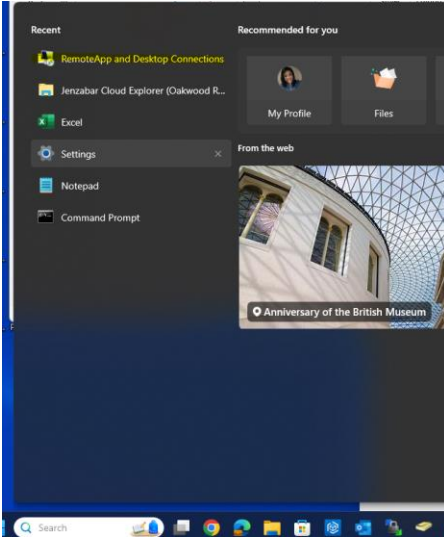 Recent
Recommended for you
RemoteApp and Desktop Connections
Jenzabar Cloud Explorer (Oakwood R...
Excel
Settings
Notepad
Command Prompt
My Profile
Files
From the web
Anniversary of the British Museum
Search